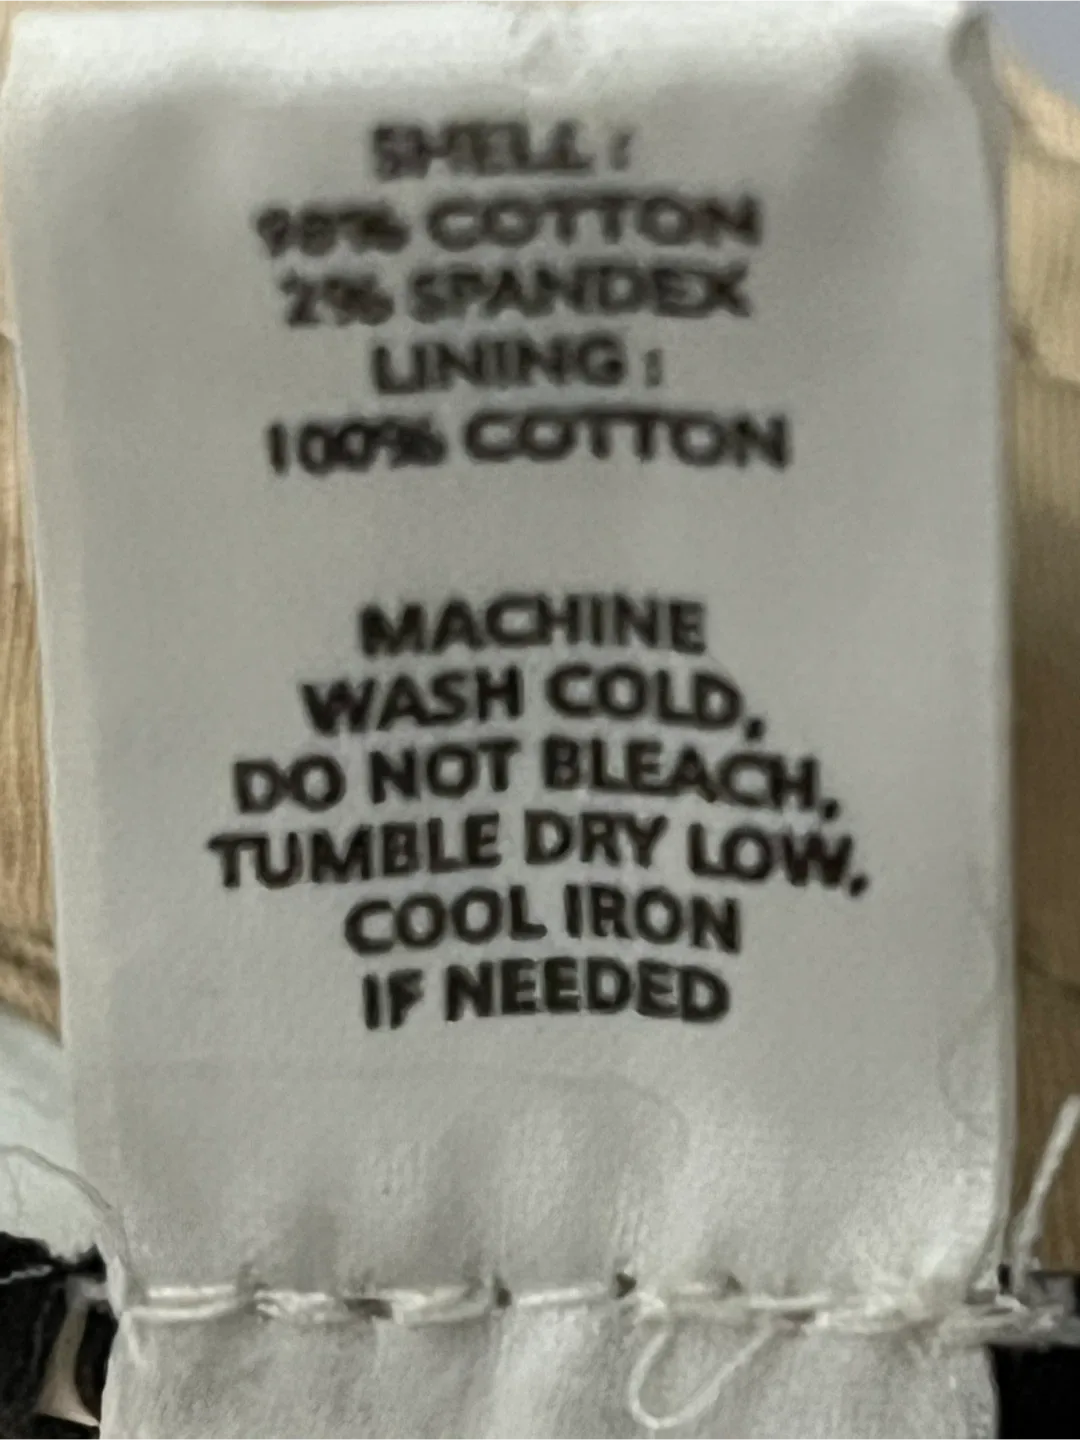 SHELL :
98% COTTON
2% SPANDEX
LINING :
100% COTTON
MACHINE
WASH COLD,
DO NOT BLEACH,
TUMBLE DRY LOW,
COOL IRON
IF NEEDED